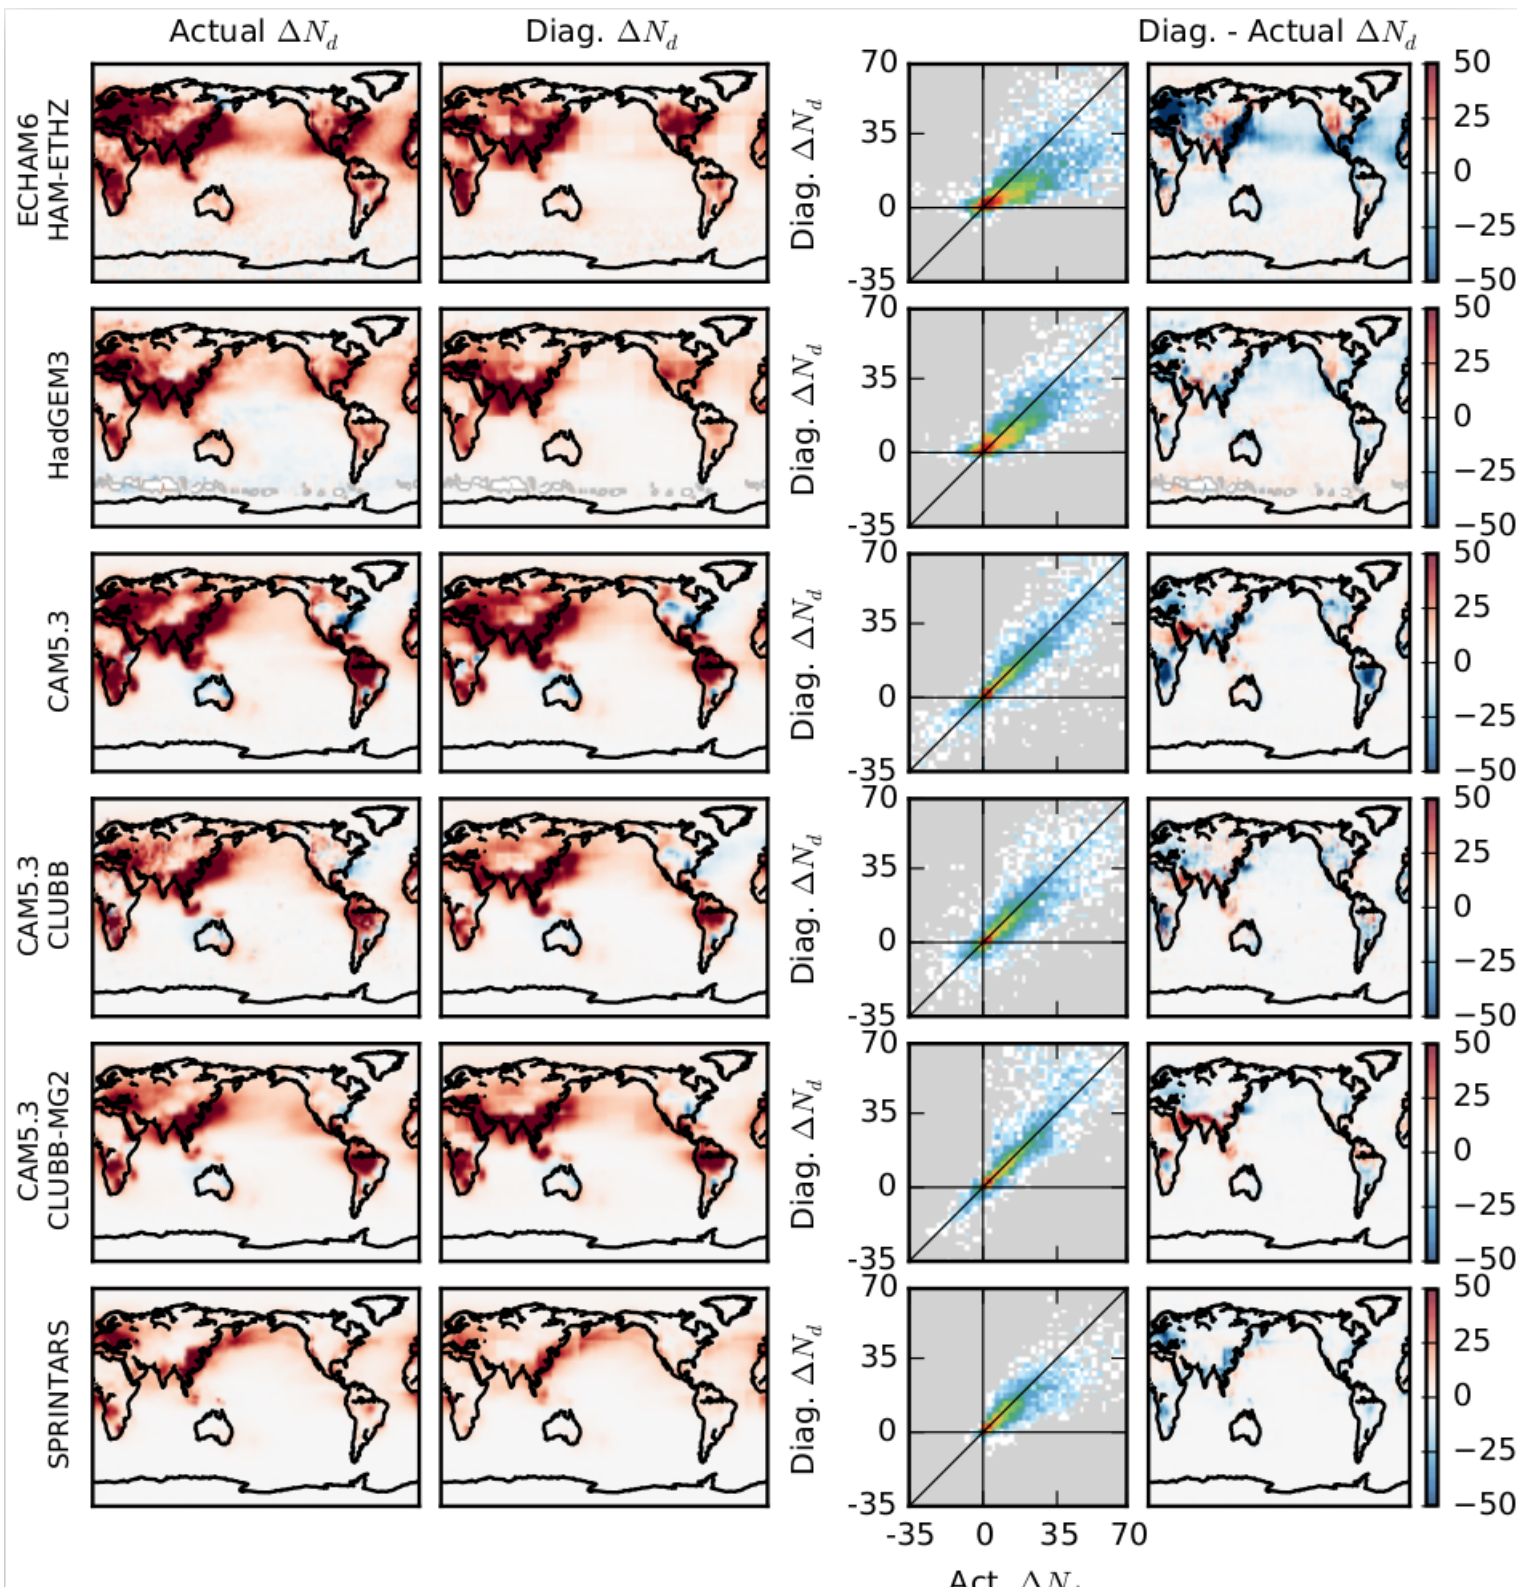 Actual ΔN_d
Diag. ΔN_d
Diag. - Actual ΔN_d
ECHAM6
HAM-ETHZ
Diag. ΔN_d
70
35
0
-35
50
25
0
−25
−50
HadGEM3
Diag. ΔN_d
70
35
0
-35
50
25
0
−25
−50
CAM5.3
Diag. ΔN_d
70
35
0
-35
50
25
0
−25
−50
CAM5.3
CLUBB
Diag. ΔN_d
70
35
0
-35
50
25
0
−25
−50
CAM5.3
CLUBB-MG2
Diag. ΔN_d
70
35
0
-35
50
25
0
−25
−50
SPRINTARS
Diag. ΔN_d
70
35
0
-35
50
25
0
−25
−50
-35 0 35 70
Act. ΔN_d